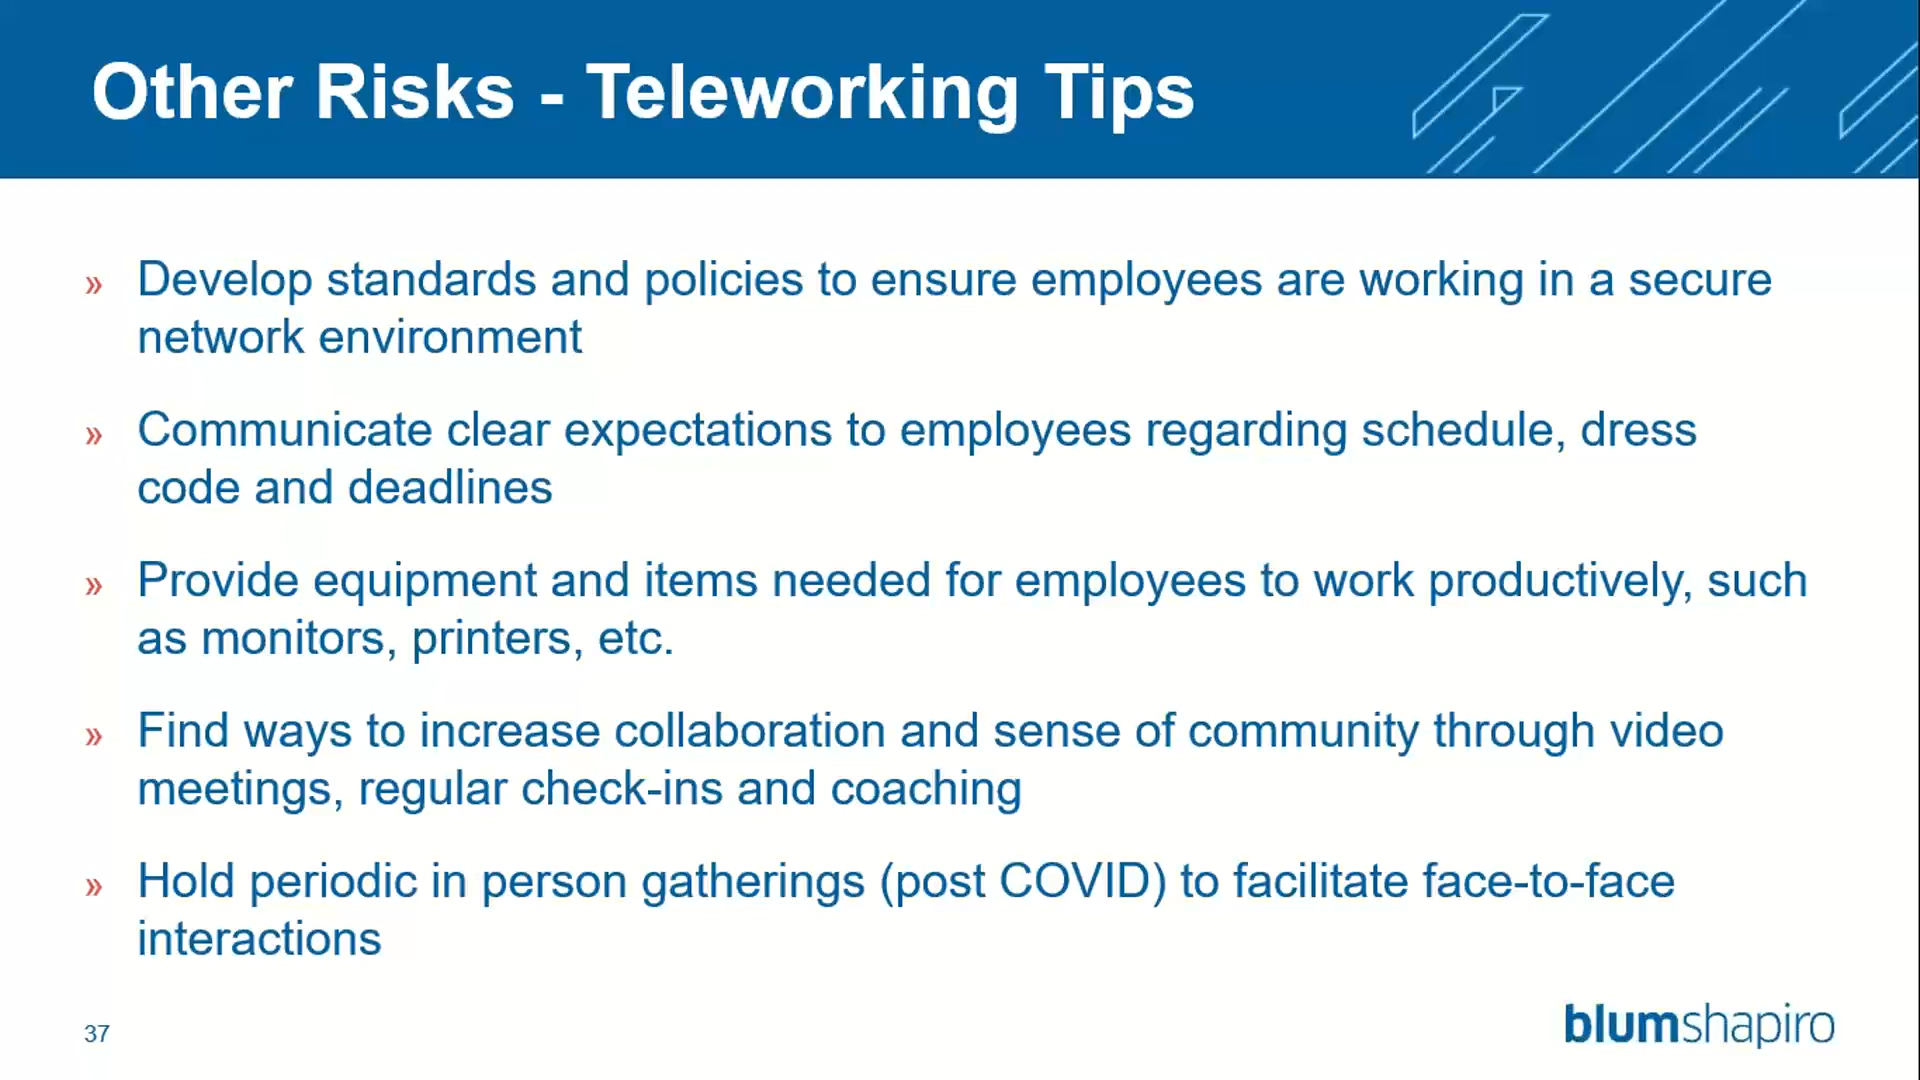 Other Risks - Teleworking Tips
» Develop standards and policies to ensure employees are working in a secure
network environment
» Communicate clear expectations to employees regarding schedule, dress
code and deadlines
» Provide equipment and items needed for employees to work productively, such
as monitors, printers, etc.
» Find ways to increase collaboration and sense of community through video
meetings, regular check-ins and coaching
» Hold periodic in person gatherings (post COVID) to facilitate face-to-face
interactions
37
blumshapiro